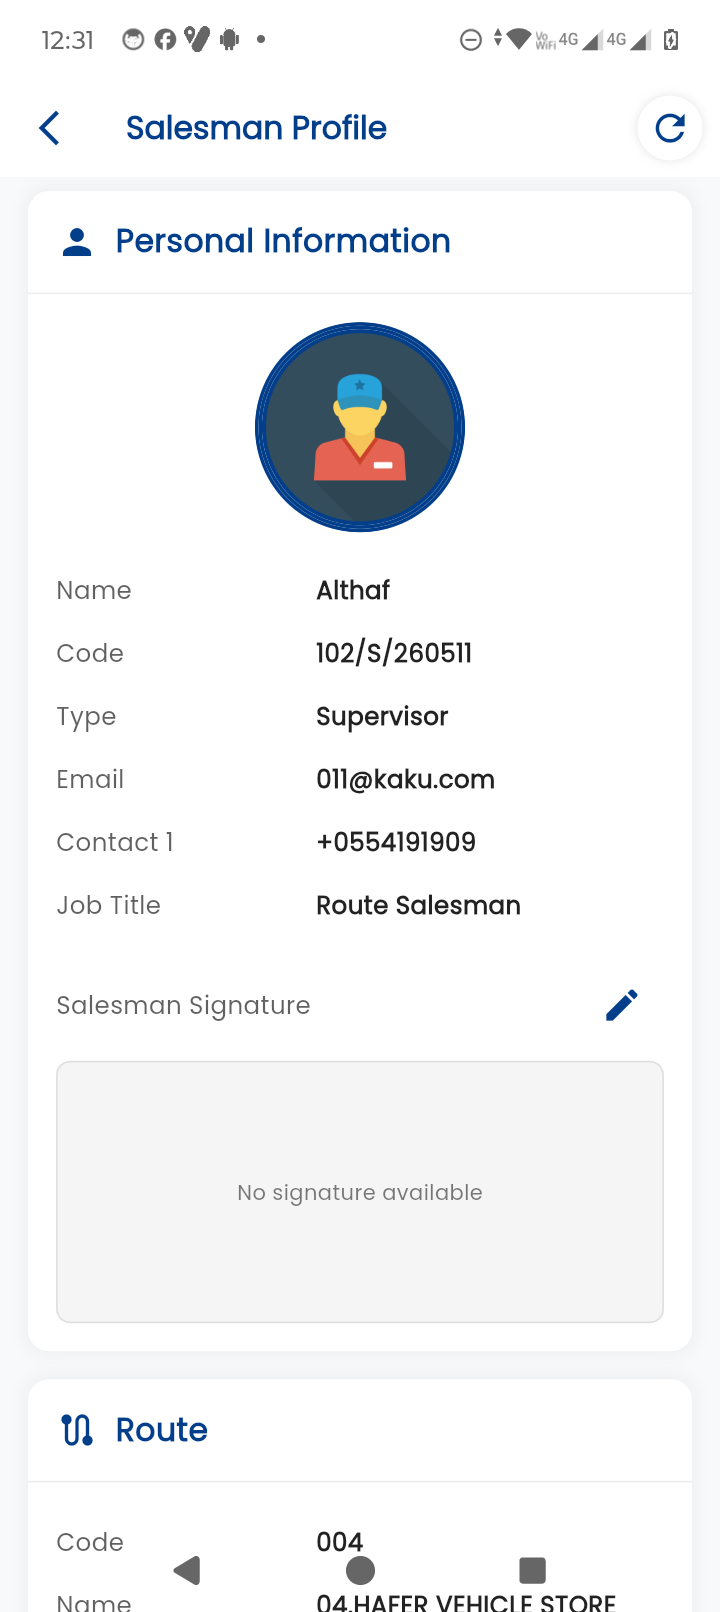 12:31
Vo WiFi 4G 4G
Salesman Profile
Personal Information
Name Althaf
Code 102/S/260511
Type Supervisor
Email 011@kaku.com
Contact 1 +0554191909
Job Title Route Salesman
Salesman Signature
No signature available
Route
Code 004
Name 04.HAFER VEHICLE STORE